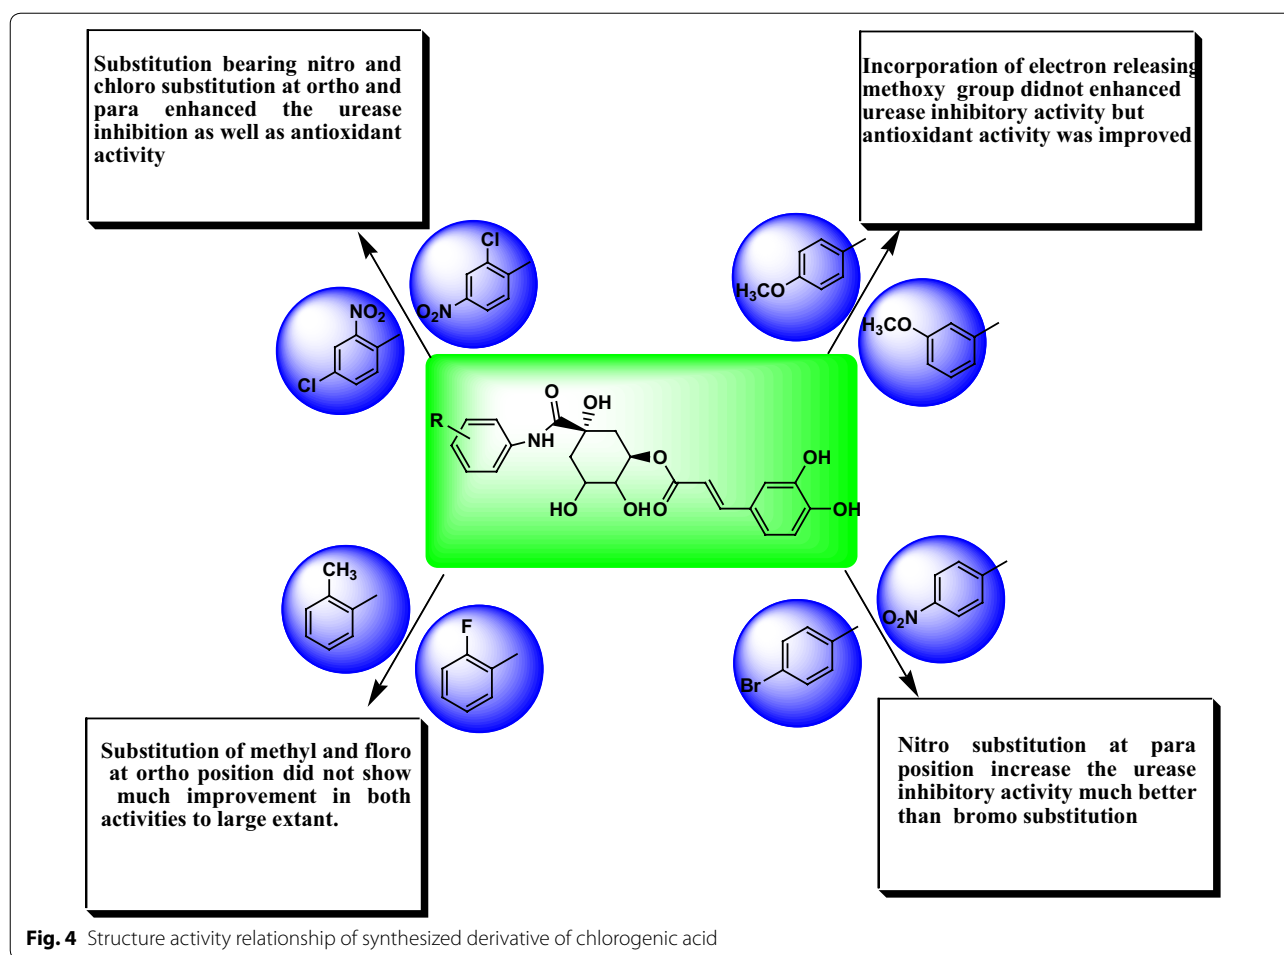 Substitution bearing nitro and
chloro substitution at ortho and
para enhanced the urease
inhibition as well as antioxidant
activity
Incorporation of electron releasing
methoxy group didnot enhanced
urease inhibitory activity but
antioxidant activity was improved
Cl
O2N
NO2
Cl
H3CO
H3CO
R
O
NH
OH
HO
OH
O
O
OH
OH
CH3
F
O2N
Br
Substitution of methyl and floro
at ortho position did not show
much improvement in both
activities to large extant.
Nitro substitution at para
position increase the urease
inhibitory activity much better
than bromo substitution
Fig. 4 Structure activity relationship of synthesized derivative of chlorogenic acid